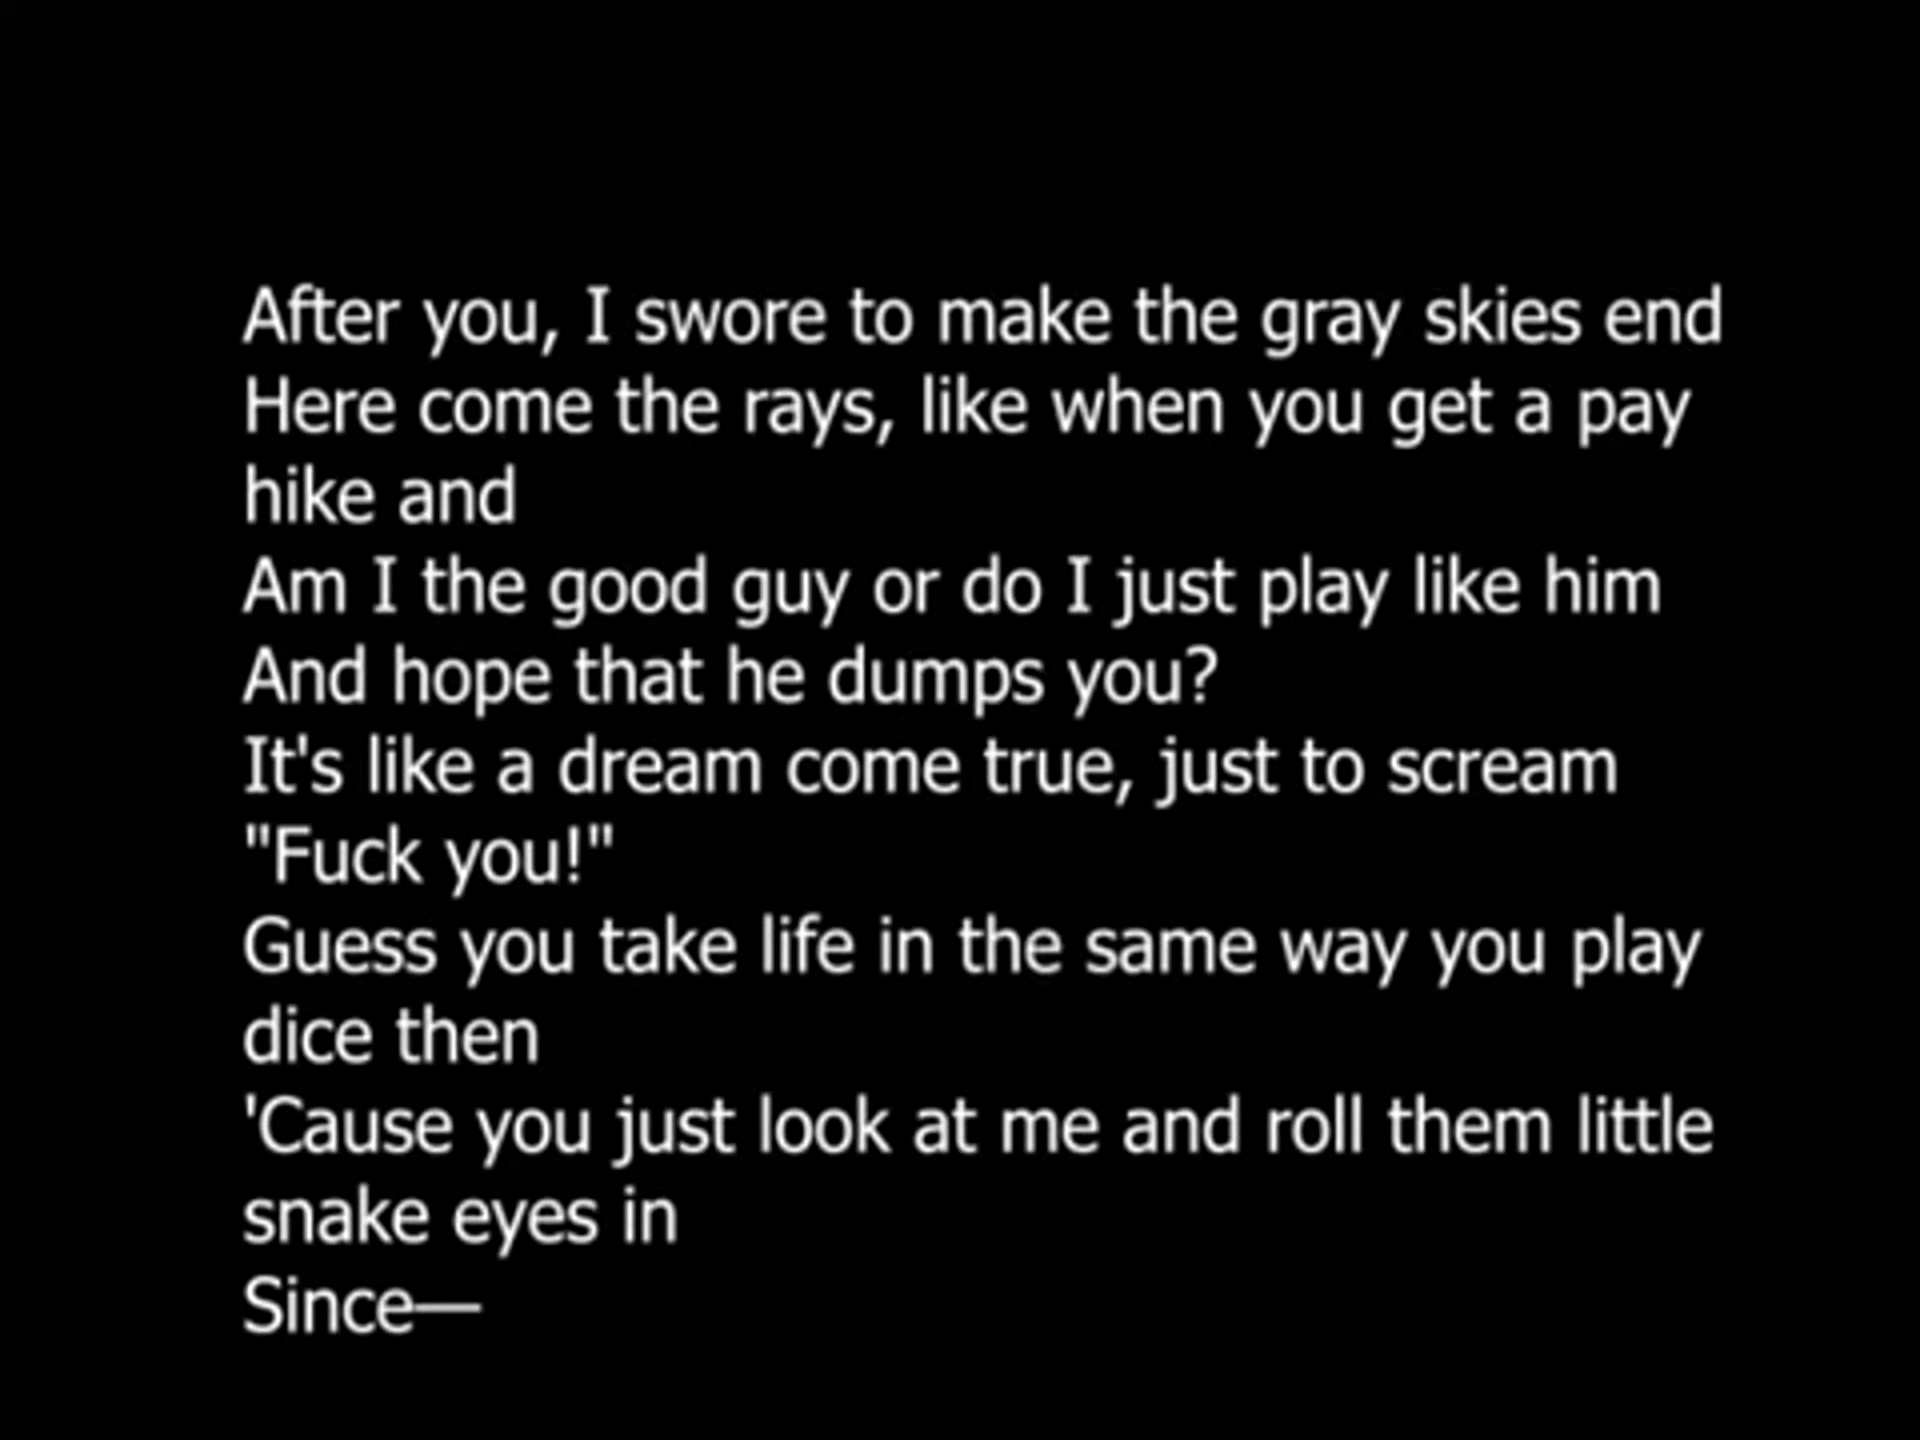 After you, I swore to make the gray skies end
Here come the rays, like when you get a pay
hike and
Am I the good guy or do I just play like him
And hope that he dumps you?
It's like a dream come true, just to scream
"Fuck you!"
Guess you take life in the same way you play
dice then
'Cause you just look at me and roll them little
snake eyes in
Since—